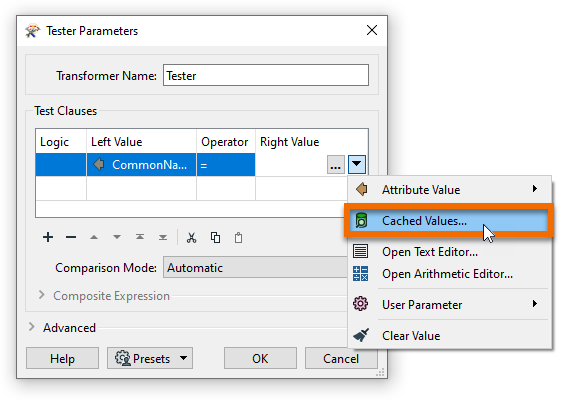 Tester Parameters
Transformer Name: Tester
Test Clauses
Logic Left Value Operator Right Value
CommonNa... = ...
Attribute Value
Cached Values...
Open Text Editor...
Open Arithmetic Editor...
User Parameter
Clear Value
Comparison Mode: Automatic
Composite Expression
Advanced
Help Presets OK Cancel